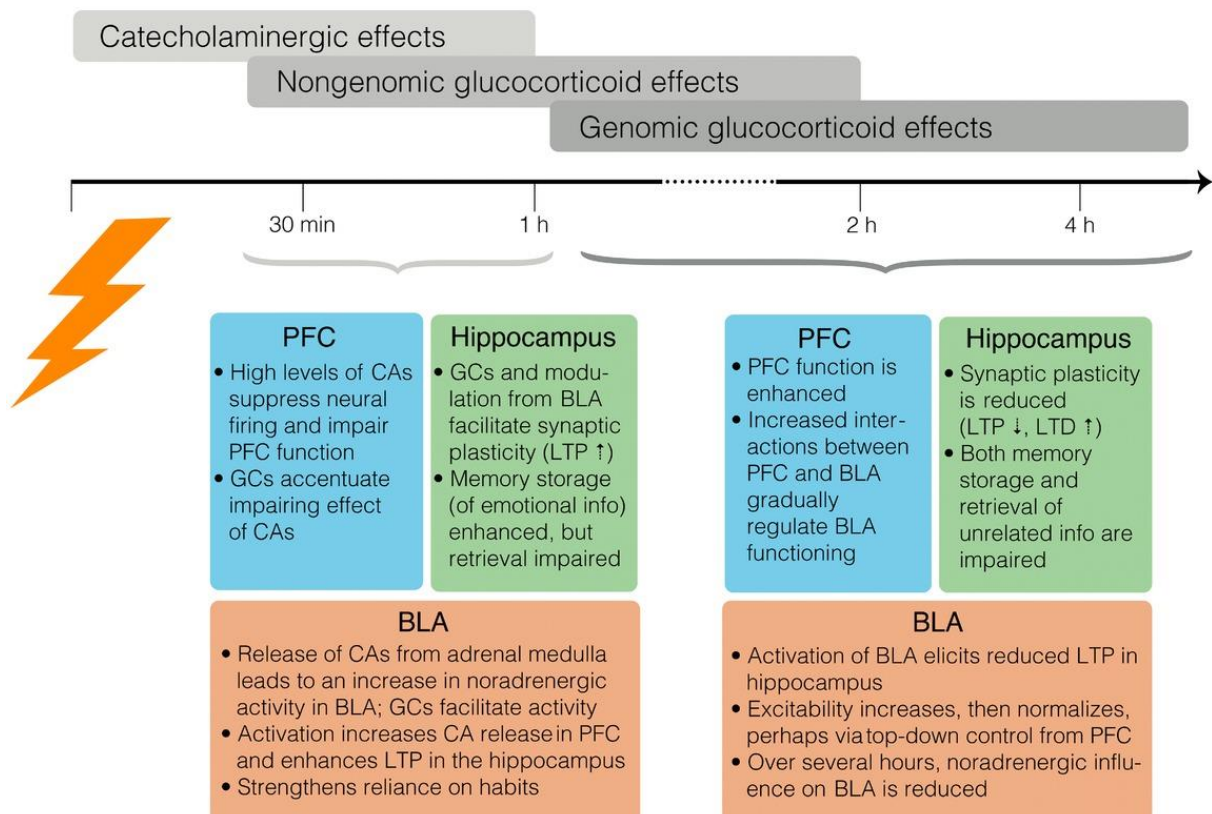 Catecholaminergic effects
Nongenomic glucocorticoid effects
Genomic glucocorticoid effects
30 min
1 h
2 h
4 h
PFC
• High levels of CAs
suppress neural
firing and impair
PFC function
• GCs accentuate
impairing effect
of CAs
Hippocampus
• GCs and modu-
lation from BLA
facilitate synaptic
plasticity (LTP ↑)
• Memory storage
(of emotional info)
enhanced, but
retrieval impaired
BLA
• Release of CAs from adrenal medulla
leads to an increase in noradrenergic
activity in BLA; GCs facilitate activity
• Activation increases CA release in PFC
and enhances LTP in the hippocampus
• Strengthens reliance on habits
PFC
• PFC function is
enhanced
• Increased inter-
actions between
PFC and BLA
gradually
regulate BLA
functioning
Hippocampus
• Synaptic plasticity
is reduced
(LTP ↓, LTD ↑)
• Both memory
storage and
retrieval of
unrelated info are
impaired
BLA
• Activation of BLA elicits reduced LTP in
hippocampus
• Excitability increases, then normalizes,
perhaps via top-down control from PFC
• Over several hours, noradrenergic influ-
ence on BLA is reduced